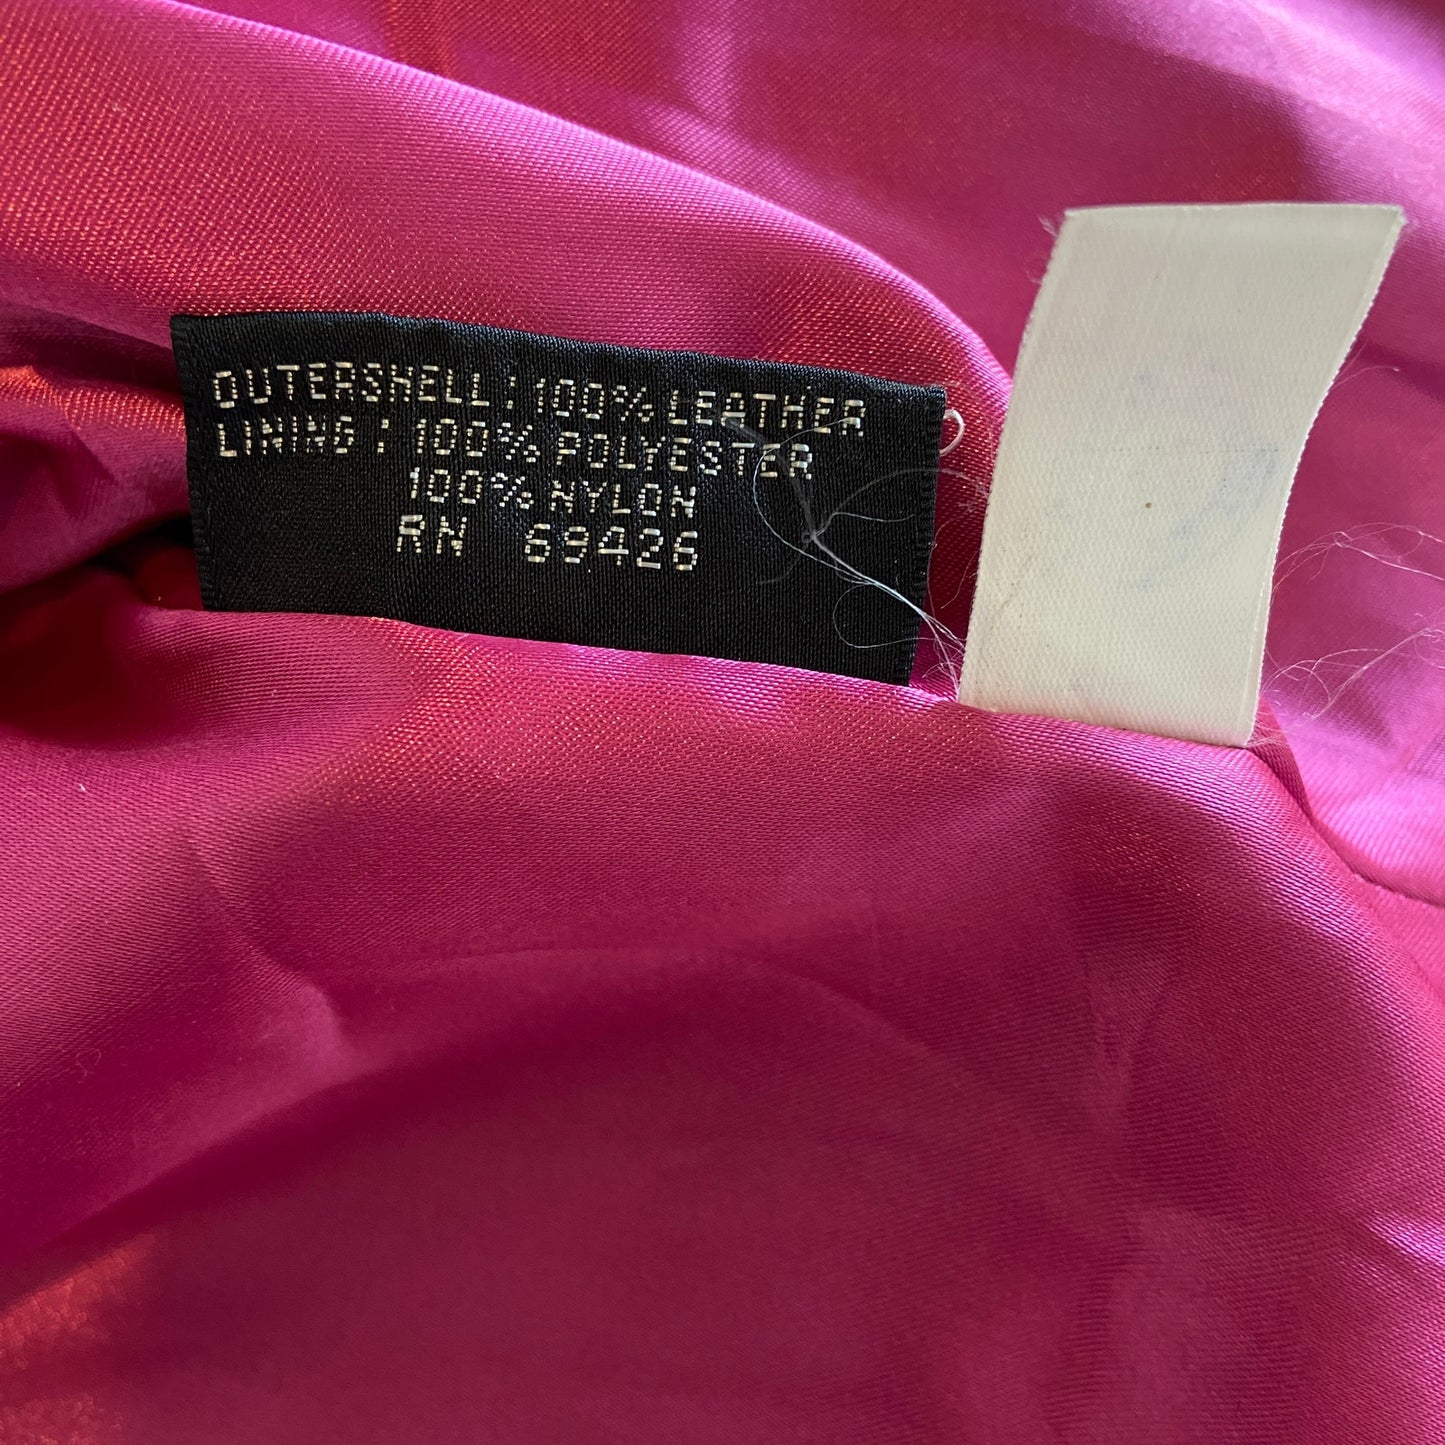 OUTERSHELL : 100% LEATHER
LINING : 100% POLYESTER
100% NYLON
RN 69426